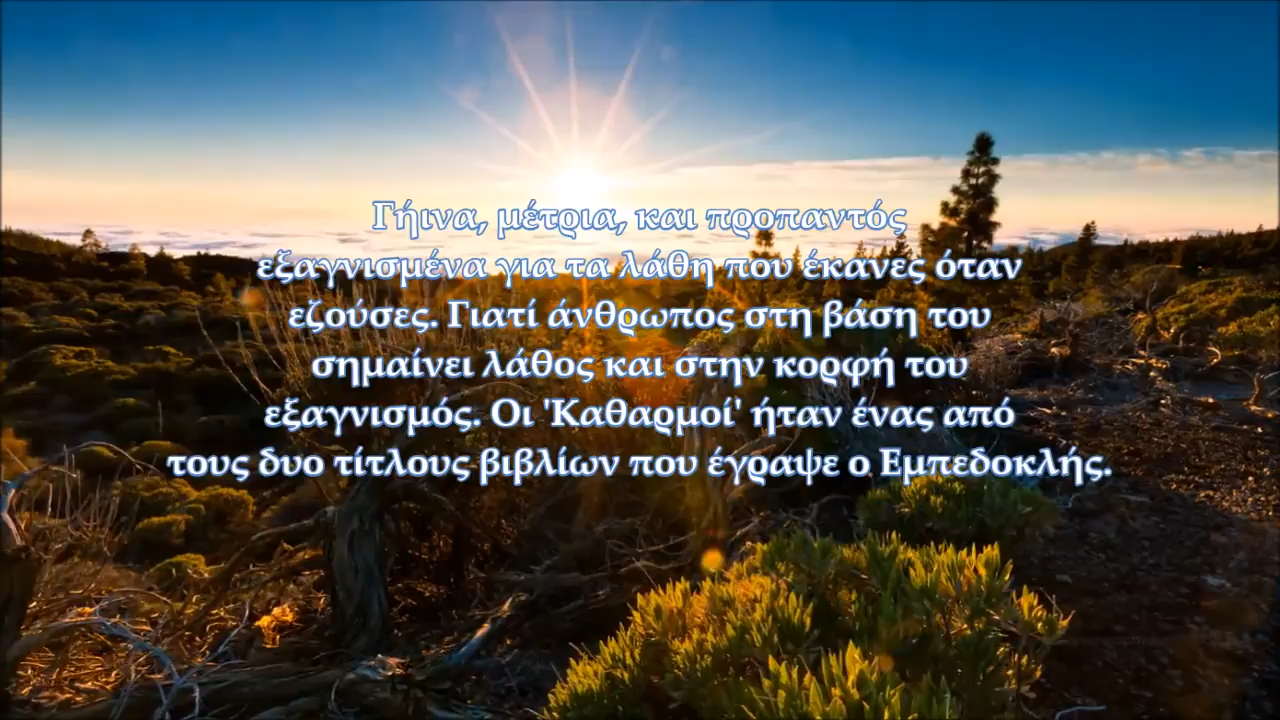 Γήινα, μέτρια, και προπαντός
εξαγνισμένα για τα λάθη που έκανες όταν
εζούσες. Γιατί άνθρωπος στη βάση του
σημαίνει λάθος και στην κορφή του
εξαγνισμός. Οι 'Καθαρμοί' ήταν ένας από
τους δυο τίτλους βιβλίων που έγραψε ο Εμπεδοκλής.